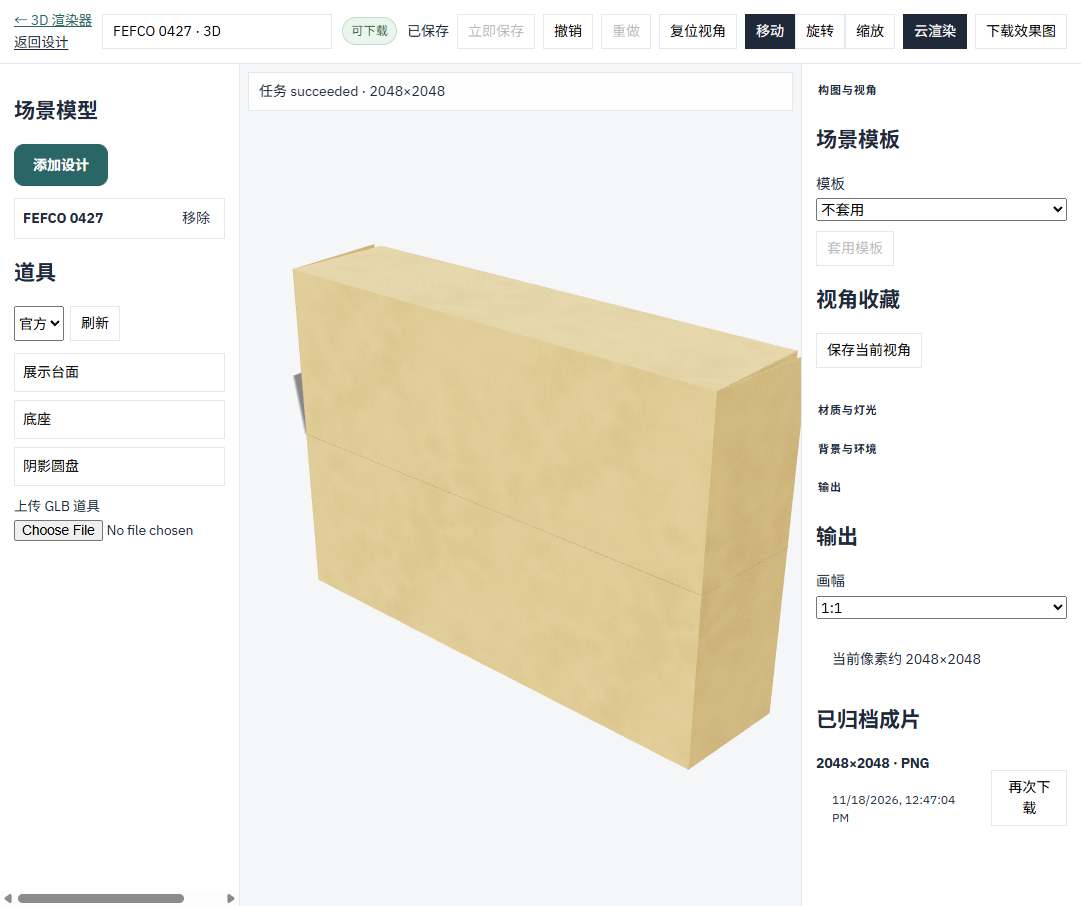 ← 3D 渲染器
返回设计
FEFCO 0427 · 3D
可下载
已保存
立即保存
撤销
重做
复位视角
移动
旋转
缩放
云渲染
下载效果图
场景模型
添加设计
FEFCO 0427
移除
道具
官方
刷新
展示台面
底座
阴影圆盘
上传 GLB 道具
Choose File No file chosen
任务 succeeded · 2048×2048
构图与视角
场景模板
模板
不套用
套用模板
视角收藏
保存当前视角
材质与灯光
背景与环境
输出
输出
画幅
1:1
当前像素约 2048×2048
已归档成片
2048×2048 · PNG
11/18/2026, 12:47:04
PM
再次下
载